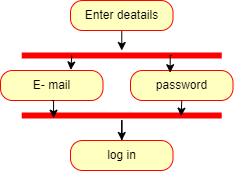 Enter deatails
E- mail
password
log in